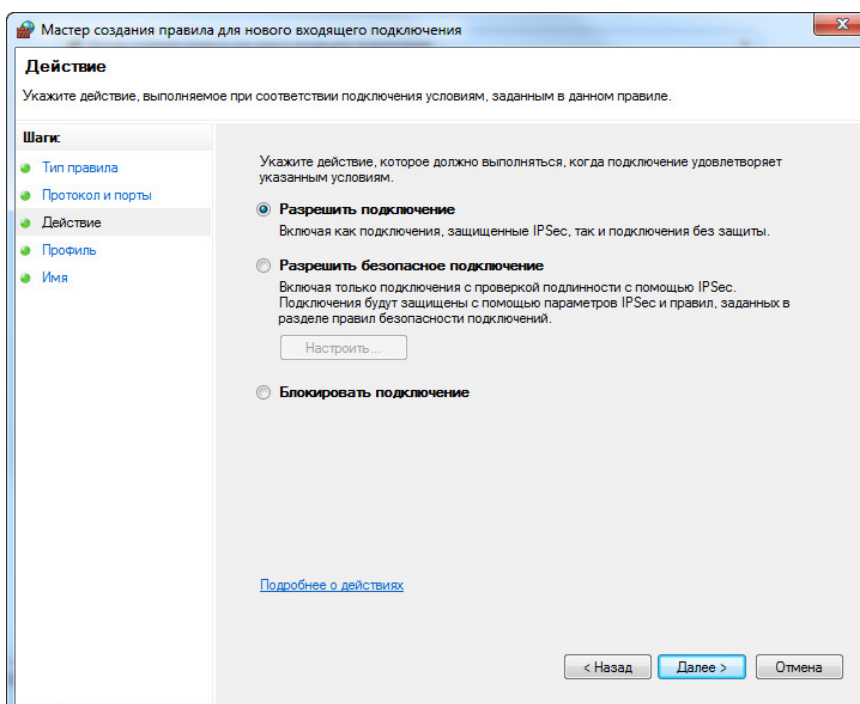 Мастер создания правила для нового входящего подключения
Действие
Укажите действие, выполняемое при соответствии подключения условиям, заданным в данном правиле.
Шаги:
Тип правила
Протокол и порты
Действие
Профиль
Имя
Укажите действие, которое должно выполняться, когда подключение удовлетворяет
указанным условиям.
Разрешить подключение
Включая как подключения, защищенные IPSec, так и подключения без защиты.
Разрешить безопасное подключение
Включая только подключения с проверкой подлинности с помощью IPSec.
Подключения будут защищены с помощью параметров IPSec и правил, заданных в
разделе правил безопасности подключений.
Настроить...
Блокировать подключение
Подробнее о действиях
< Назад
Далее >
Отмена